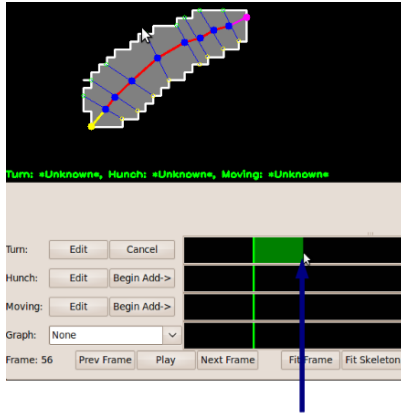 Turn: *Unknown*, Hunch: *Unknown*, Moving: *Unknown*
Turn: Edit Cancel
Hunch: Edit Begin Add->
Moving: Edit Begin Add->
Graph: None
Frame: 56 Prev Frame Play Next Frame Fit Frame Fit Skeleton